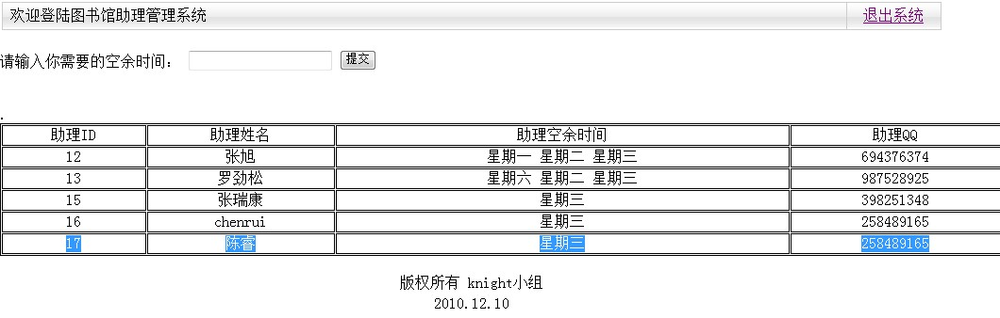 欢迎登陆图书馆助理管理系统 退出系统
请输入你需要的空余时间： 提交
.
助理ID 助理姓名 助理空余时间 助理QQ
12 张旭 星期一 星期二 星期三 694376374
13 罗劲松 星期六 星期二 星期三 987528925
15 张瑞康 星期三 398251348
16 chenrui 星期三 258489165
17 陈睿 星期三 258489165
版权所有 knight小组
2010.12.10